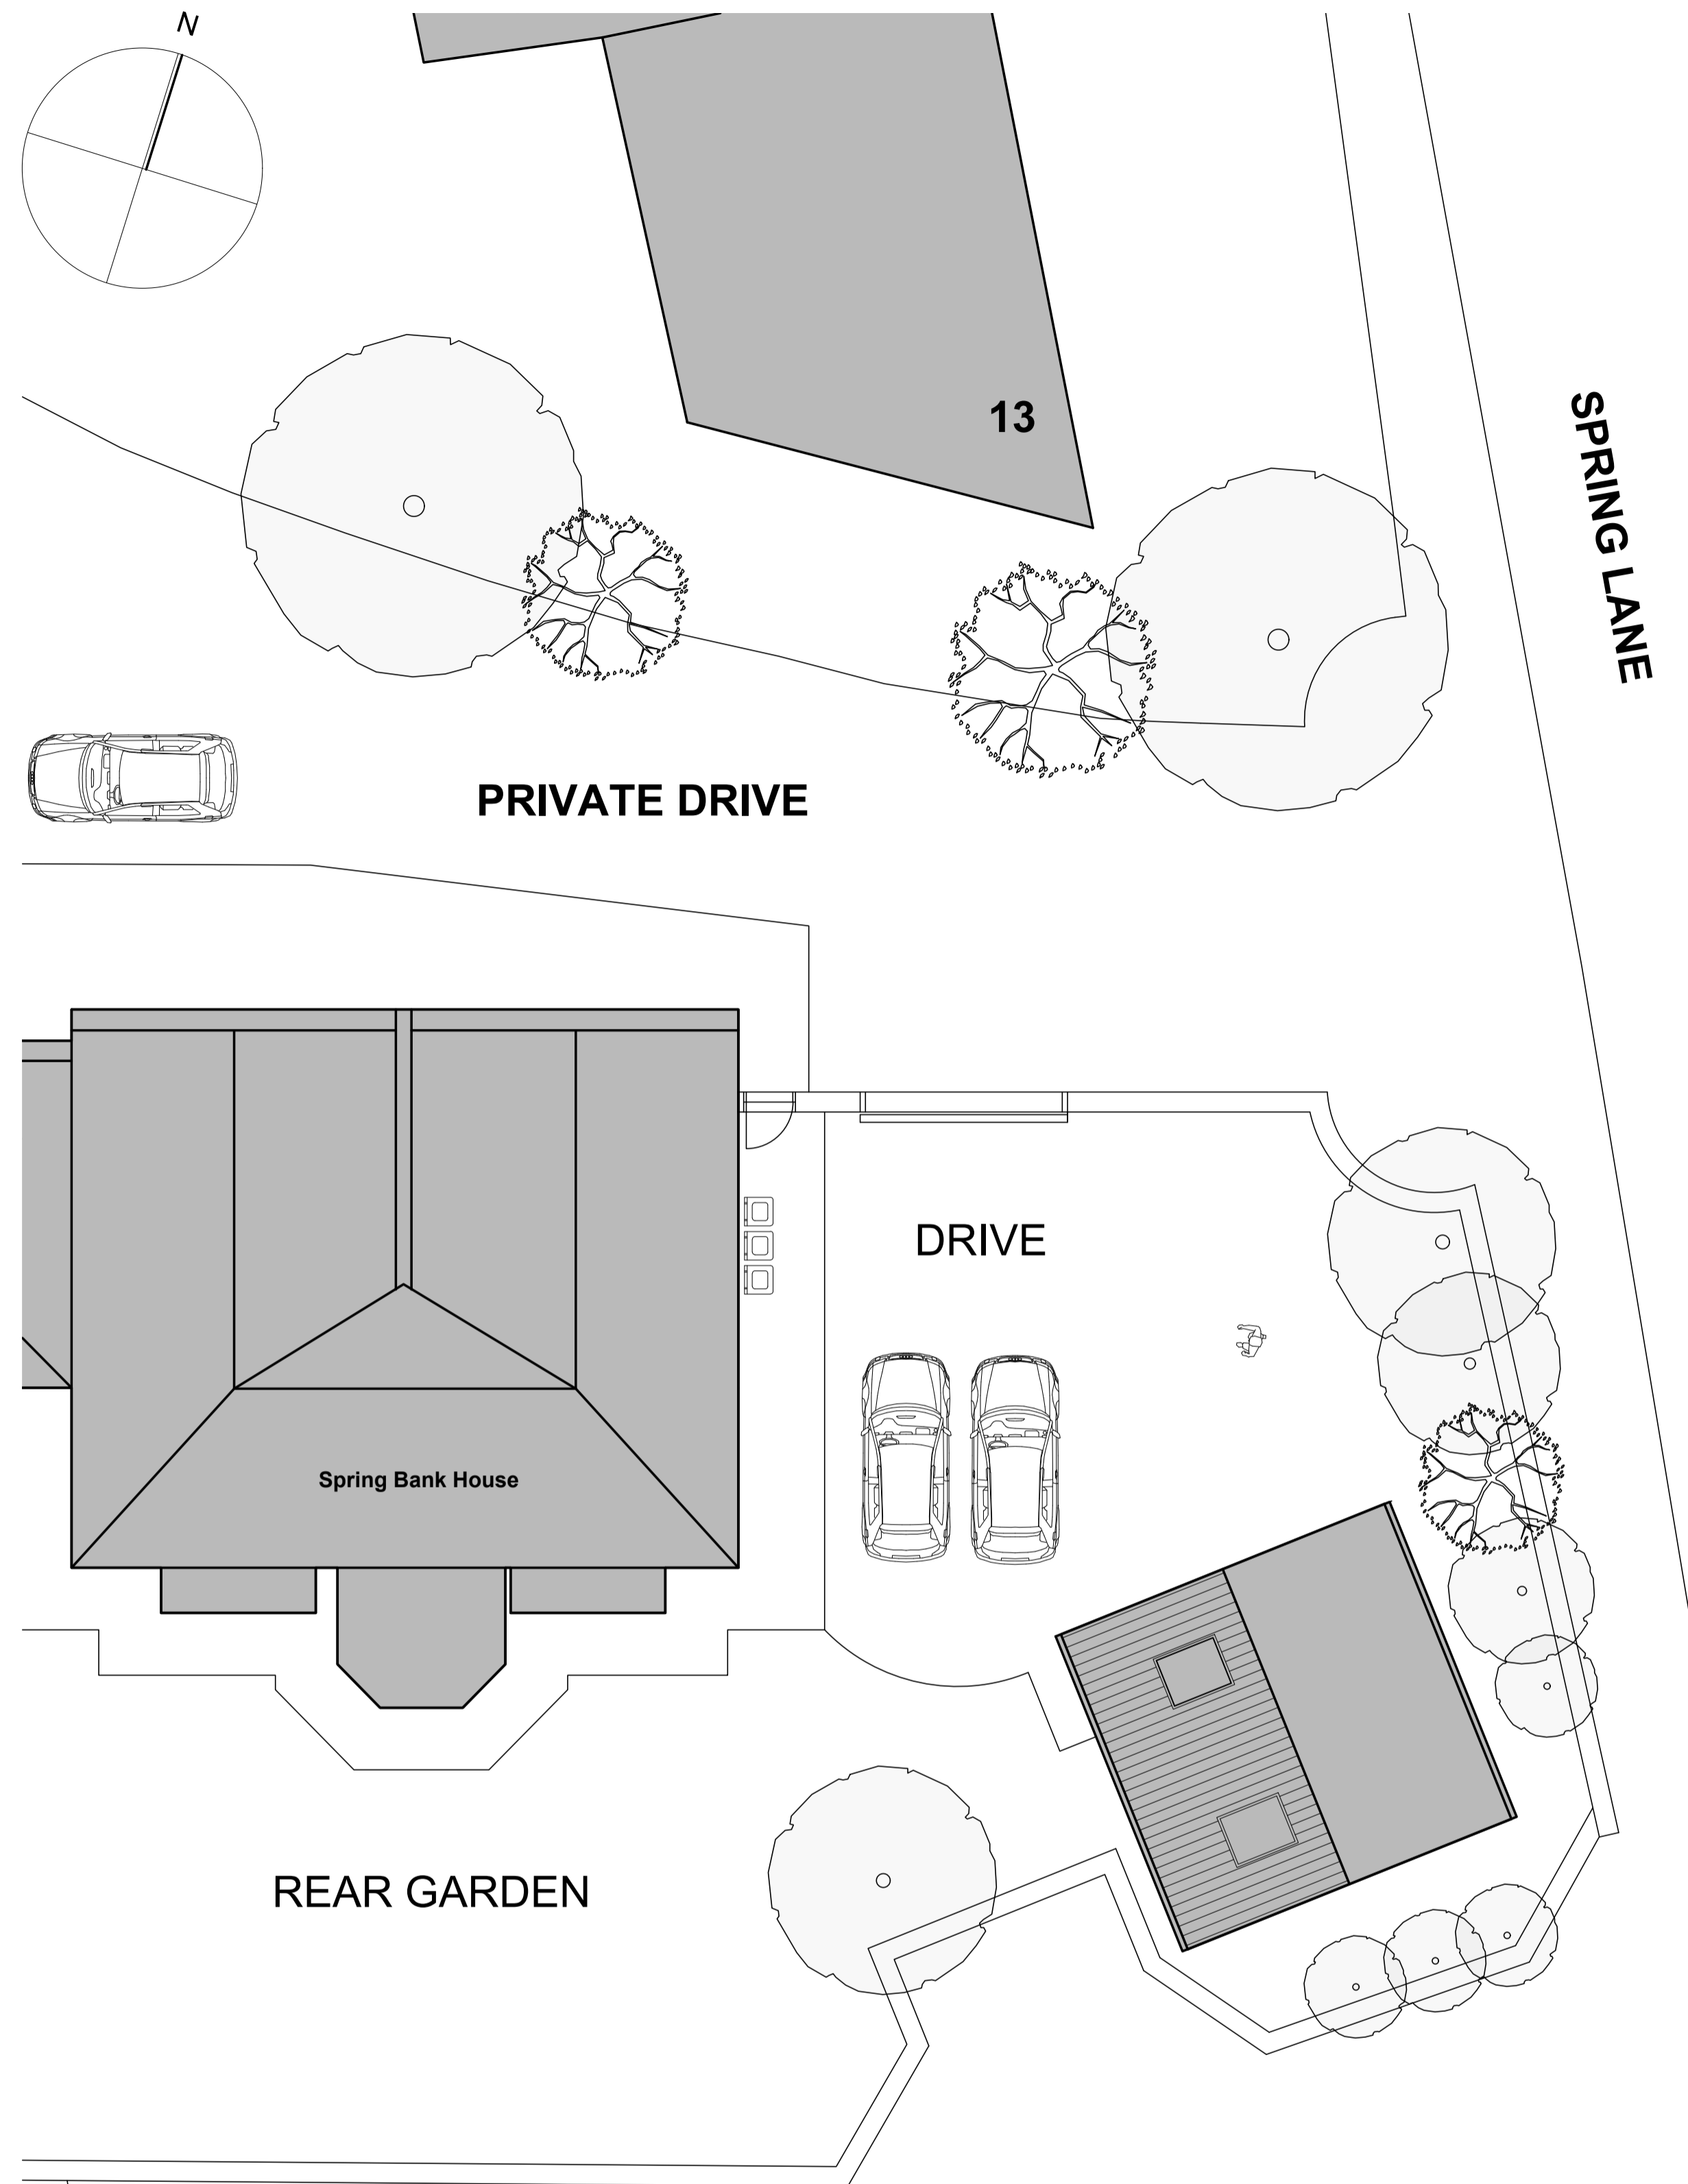 N
13
SPRING LANE
PRIVATE DRIVE
DRIVE
Spring Bank House
REAR GARDEN